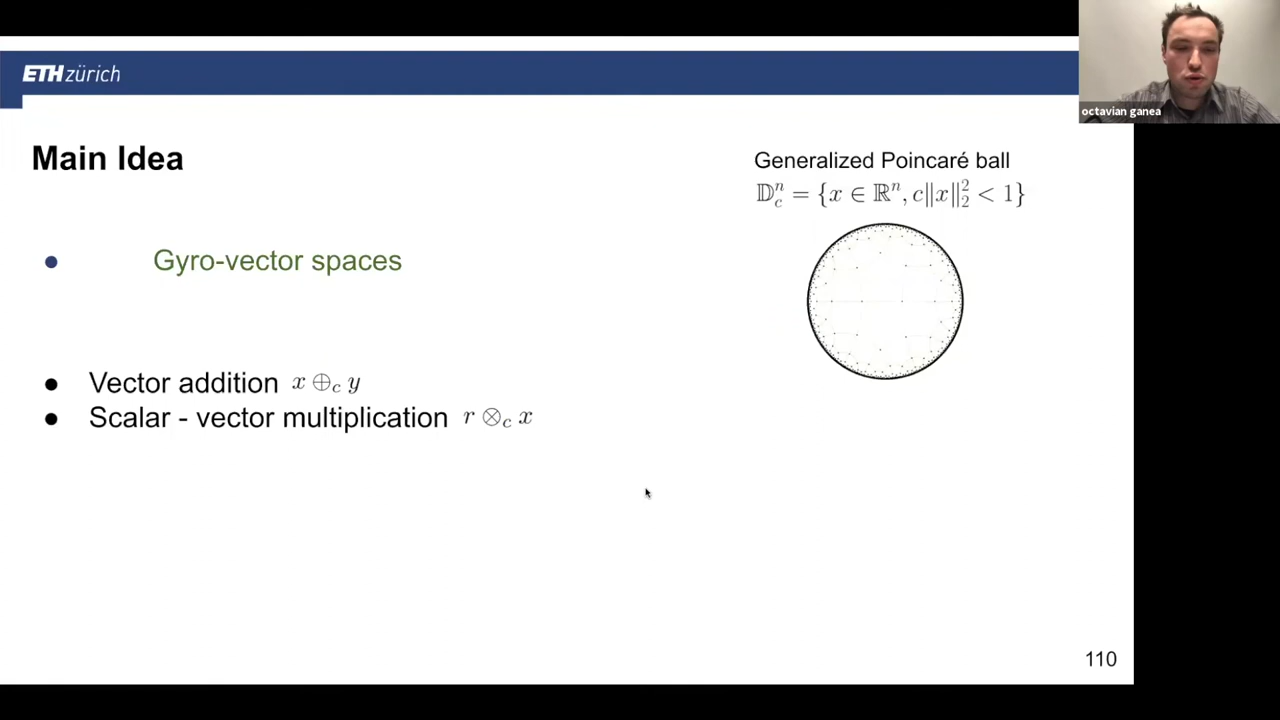 ETH zürich
octavian ganea
Main Idea
Generalized Poincaré ball
𝔻ⁿ_c = {x ∈ ℝⁿ, c‖x‖²₂ < 1}
● Gyro-vector spaces
● Vector addition x ⊕_c y
● Scalar - vector multiplication r ⊗_c x
110